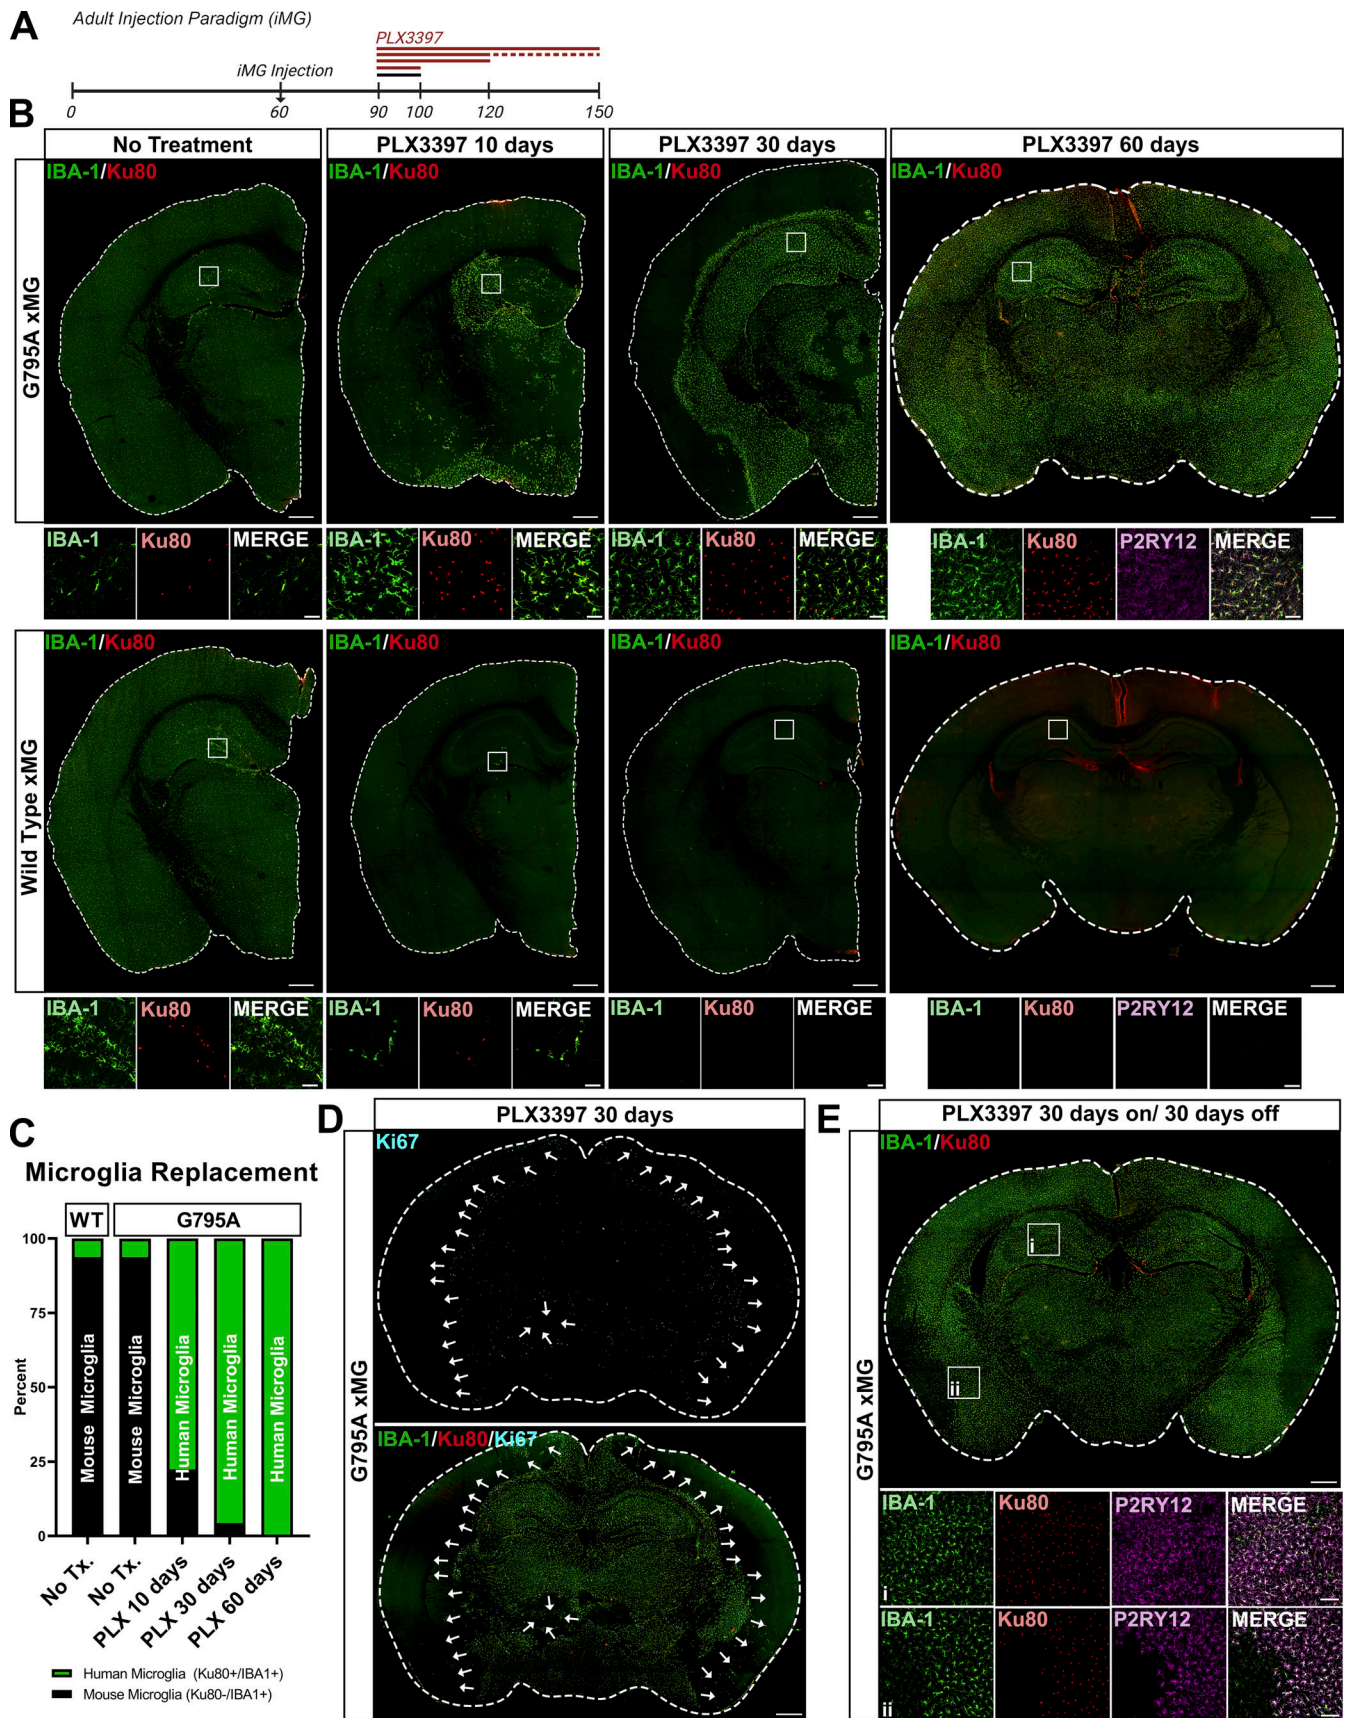 A
Adult Injection Paradigm (iMG)
PLX3397
iMG Injection
0 60 90 100 120 150
B
No Treatment
PLX3397 10 days
PLX3397 30 days
PLX3397 60 days
G795A xMG
IBA-1/Ku80
IBA-1/Ku80
IBA-1/Ku80
IBA-1/Ku80
IBA-1 Ku80 MERGE
IBA-1 Ku80 MERGE
IBA-1 Ku80 MERGE
IBA-1 Ku80 P2RY12 MERGE
Wild Type xMG
IBA-1/Ku80
IBA-1/Ku80
IBA-1/Ku80
IBA-1/Ku80
IBA-1 Ku80 MERGE
IBA-1 Ku80 MERGE
IBA-1 Ku80 MERGE
IBA-1 Ku80 P2RY12 MERGE
C
Microglia Replacement
WT G795A
100
75
50
25
0
Percent
Mouse Microglia
Mouse Microglia
Human Microglia
Human Microglia
Human Microglia
No Tx.
No Tx.
PLX 10 days
PLX 30 days
PLX 60 days
Human Microglia (Ku80+/IBA1+)
Mouse Microglia (Ku80-/IBA1+)
D
PLX3397 30 days
G795A xMG
Ki67
IBA-1/Ku80/Ki67
E
PLX3397 30 days on/ 30 days off
G795A xMG
IBA-1/Ku80
i
ii
IBA-1 Ku80 P2RY12 MERGE
i
IBA-1 Ku80 P2RY12 MERGE
ii